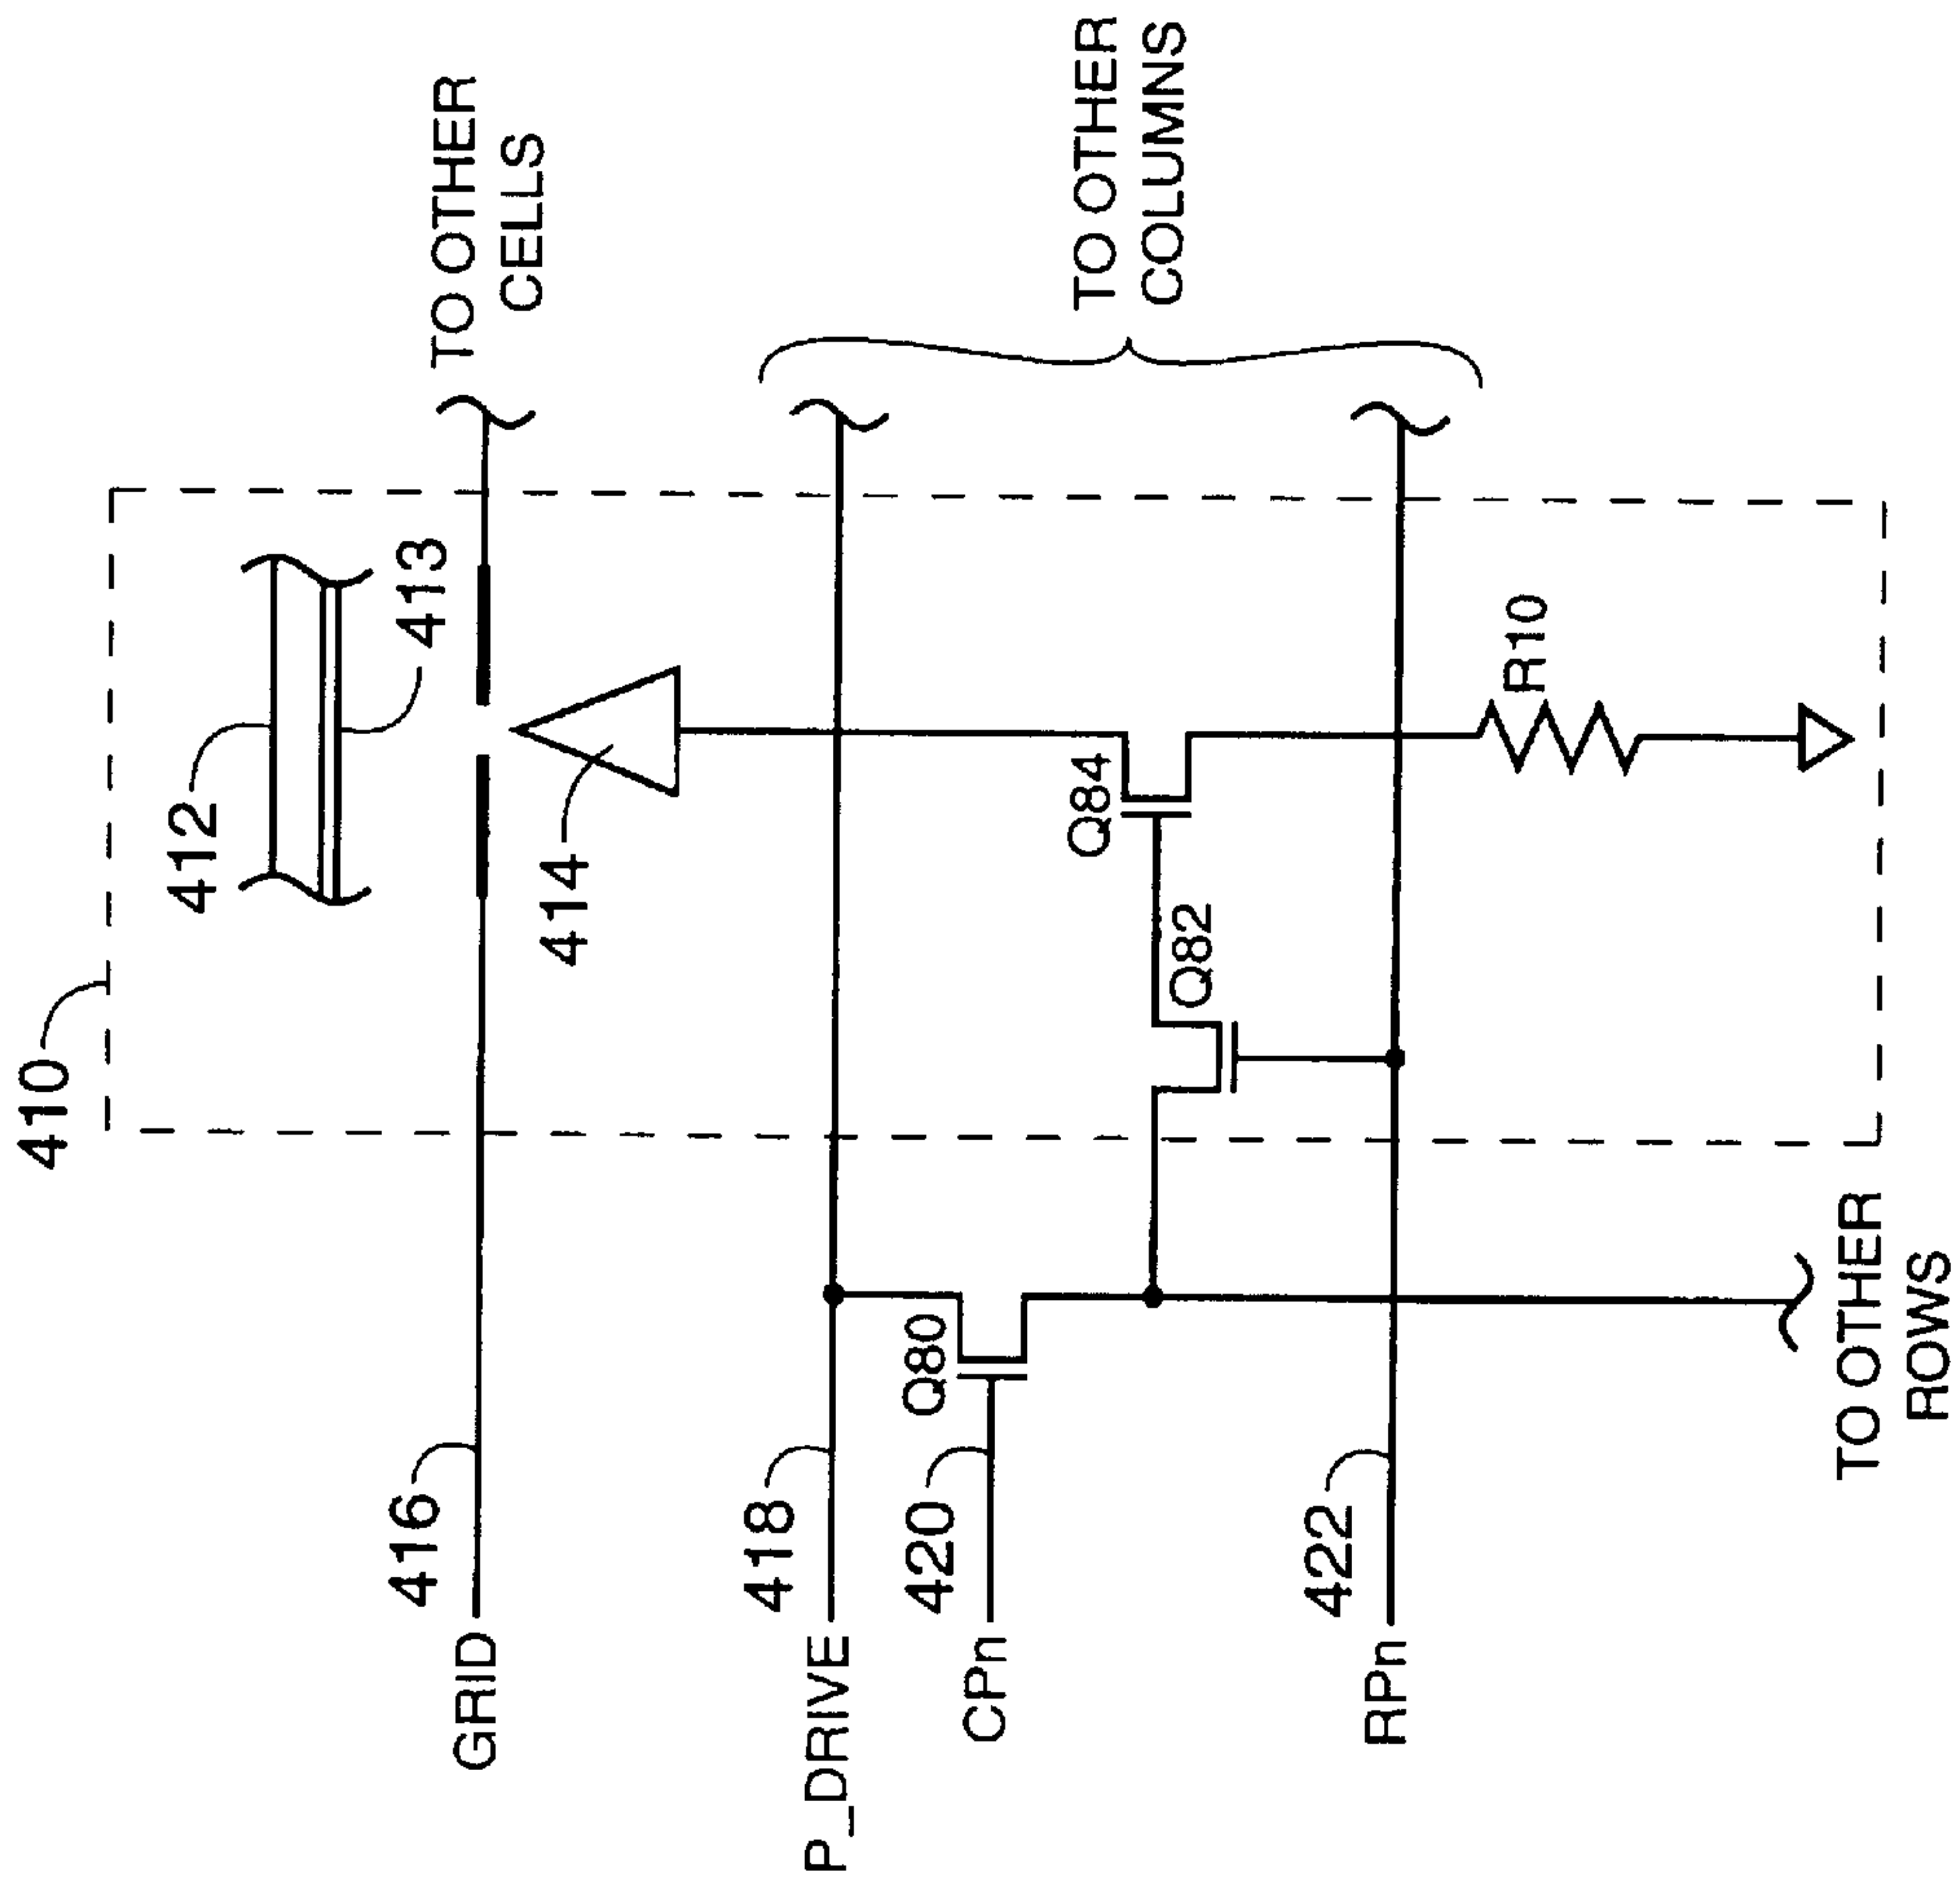 410
412
413
TO OTHER
CELLS
414
416
GRID
418
P_DRIVE
420
CPn
Q80
Q82
Q84
422
RPn
R10
TO OTHER
COLUMNS
TO OTHER
ROWS